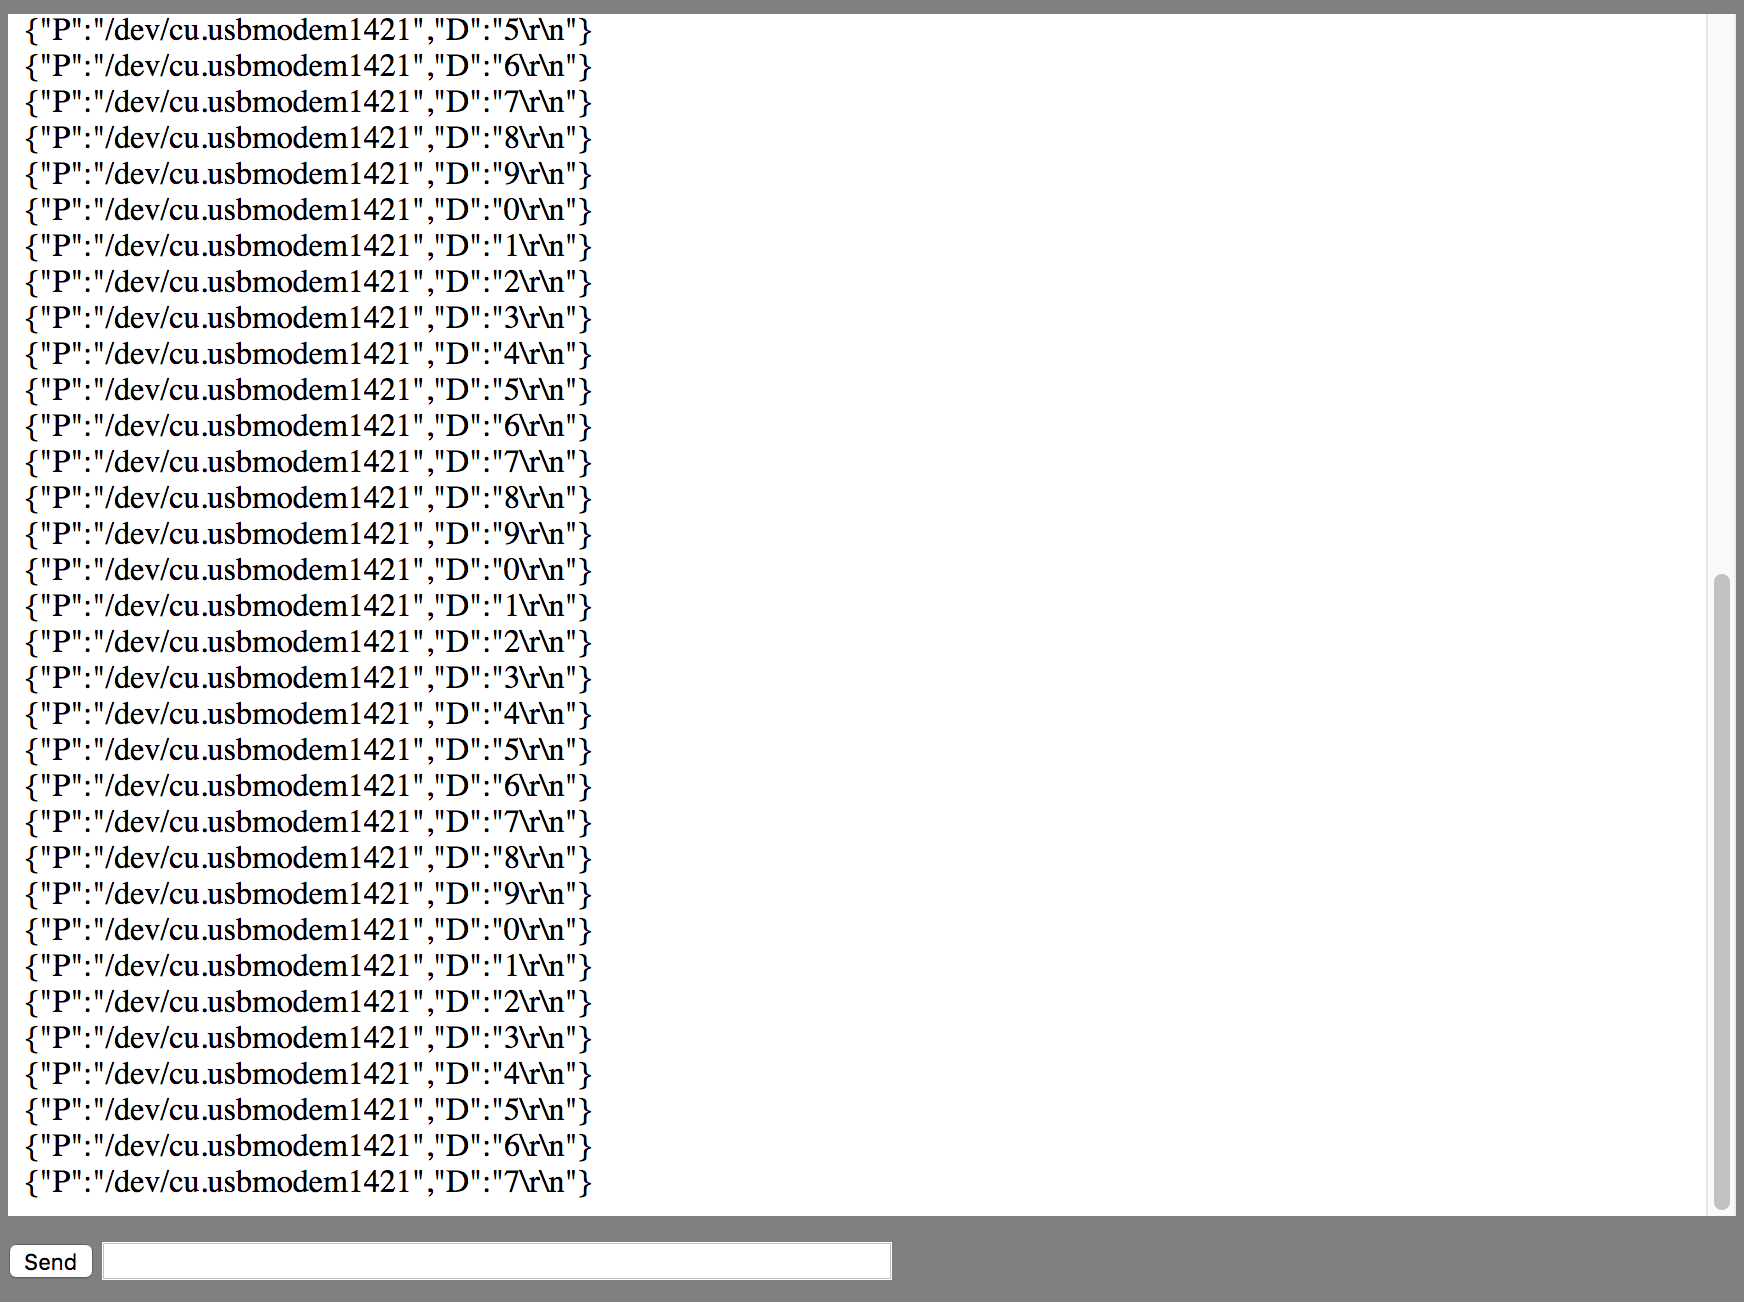 {"P":"/dev/cu.usbmodem1421","D":"5\r\n"}
{"P":"/dev/cu.usbmodem1421","D":"6\r\n"}
{"P":"/dev/cu.usbmodem1421","D":"7\r\n"}
{"P":"/dev/cu.usbmodem1421","D":"8\r\n"}
{"P":"/dev/cu.usbmodem1421","D":"9\r\n"}
{"P":"/dev/cu.usbmodem1421","D":"0\r\n"}
{"P":"/dev/cu.usbmodem1421","D":"1\r\n"}
{"P":"/dev/cu.usbmodem1421","D":"2\r\n"}
{"P":"/dev/cu.usbmodem1421","D":"3\r\n"}
{"P":"/dev/cu.usbmodem1421","D":"4\r\n"}
{"P":"/dev/cu.usbmodem1421","D":"5\r\n"}
{"P":"/dev/cu.usbmodem1421","D":"6\r\n"}
{"P":"/dev/cu.usbmodem1421","D":"7\r\n"}
{"P":"/dev/cu.usbmodem1421","D":"8\r\n"}
{"P":"/dev/cu.usbmodem1421","D":"9\r\n"}
{"P":"/dev/cu.usbmodem1421","D":"0\r\n"}
{"P":"/dev/cu.usbmodem1421","D":"1\r\n"}
{"P":"/dev/cu.usbmodem1421","D":"2\r\n"}
{"P":"/dev/cu.usbmodem1421","D":"3\r\n"}
{"P":"/dev/cu.usbmodem1421","D":"4\r\n"}
{"P":"/dev/cu.usbmodem1421","D":"5\r\n"}
{"P":"/dev/cu.usbmodem1421","D":"6\r\n"}
{"P":"/dev/cu.usbmodem1421","D":"7\r\n"}
{"P":"/dev/cu.usbmodem1421","D":"8\r\n"}
{"P":"/dev/cu.usbmodem1421","D":"9\r\n"}
{"P":"/dev/cu.usbmodem1421","D":"0\r\n"}
{"P":"/dev/cu.usbmodem1421","D":"1\r\n"}
{"P":"/dev/cu.usbmodem1421","D":"2\r\n"}
{"P":"/dev/cu.usbmodem1421","D":"3\r\n"}
{"P":"/dev/cu.usbmodem1421","D":"4\r\n"}
{"P":"/dev/cu.usbmodem1421","D":"5\r\n"}
{"P":"/dev/cu.usbmodem1421","D":"6\r\n"}
{"P":"/dev/cu.usbmodem1421","D":"7\r\n"}
Send